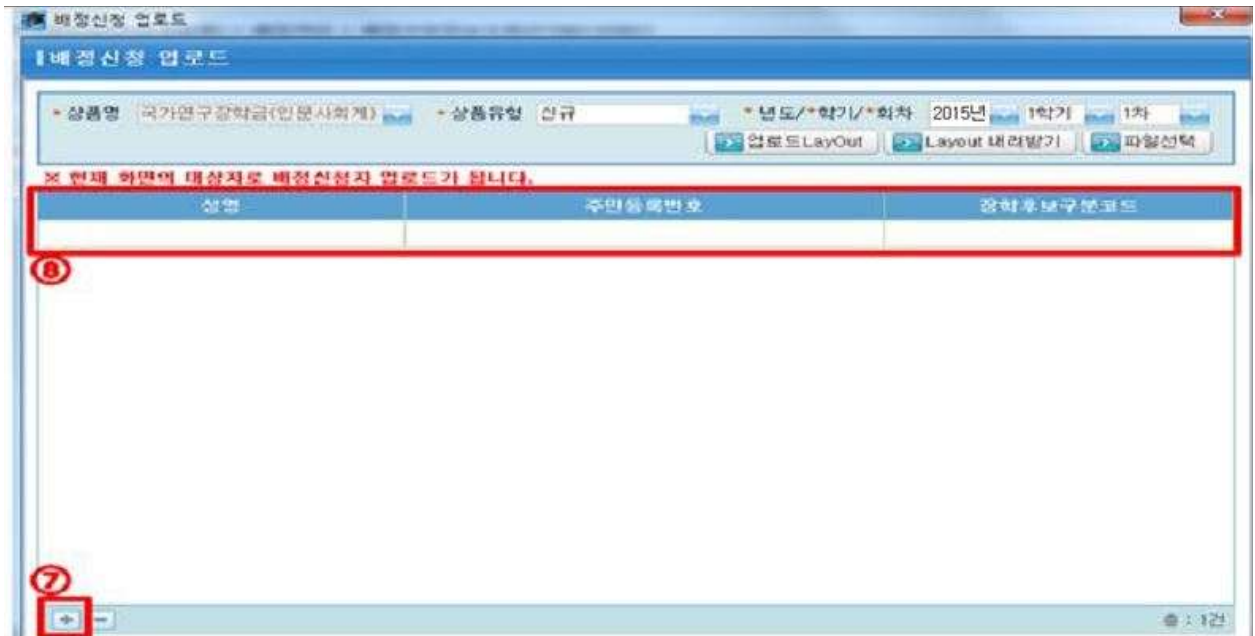 배정신청 업로드
배정신청 업로드
* 상품명 국가연구장학금(인문사회계) * 상품유형 신규 * 년도/*학기/*회차 2015년 1학기 1차
업로드LayOut Layout 내려받기 파일선택
※ 현재 화면의 대상자로 배정신청자 업로드가 됩니다.
성명 주민등록번호 장학후보구분코드
⑧
⑦
+ -
총 : 1건